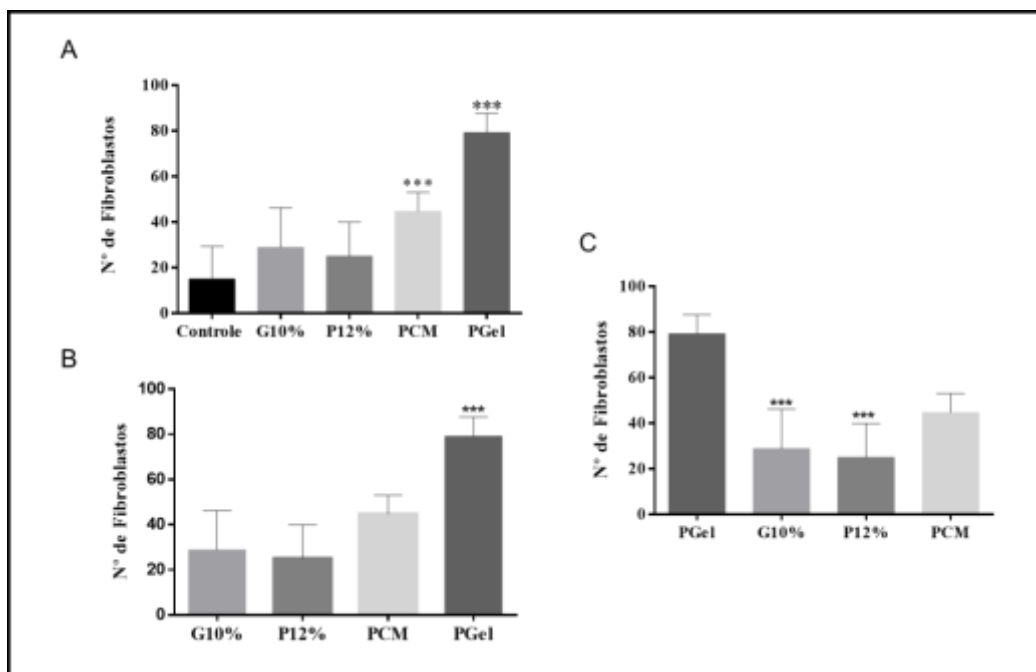 A
N° de Fibroblastos
100
80
60
40
20
0
*** ***
Controle G10% P12% PCM PGel
B
N° de Fibroblastos
100
80
60
40
20
0
***
G10% P12% PCM PGel
C
N° de Fibroblastos
100
80
60
40
20
0
*** ***
PGel G10% P12% PCM